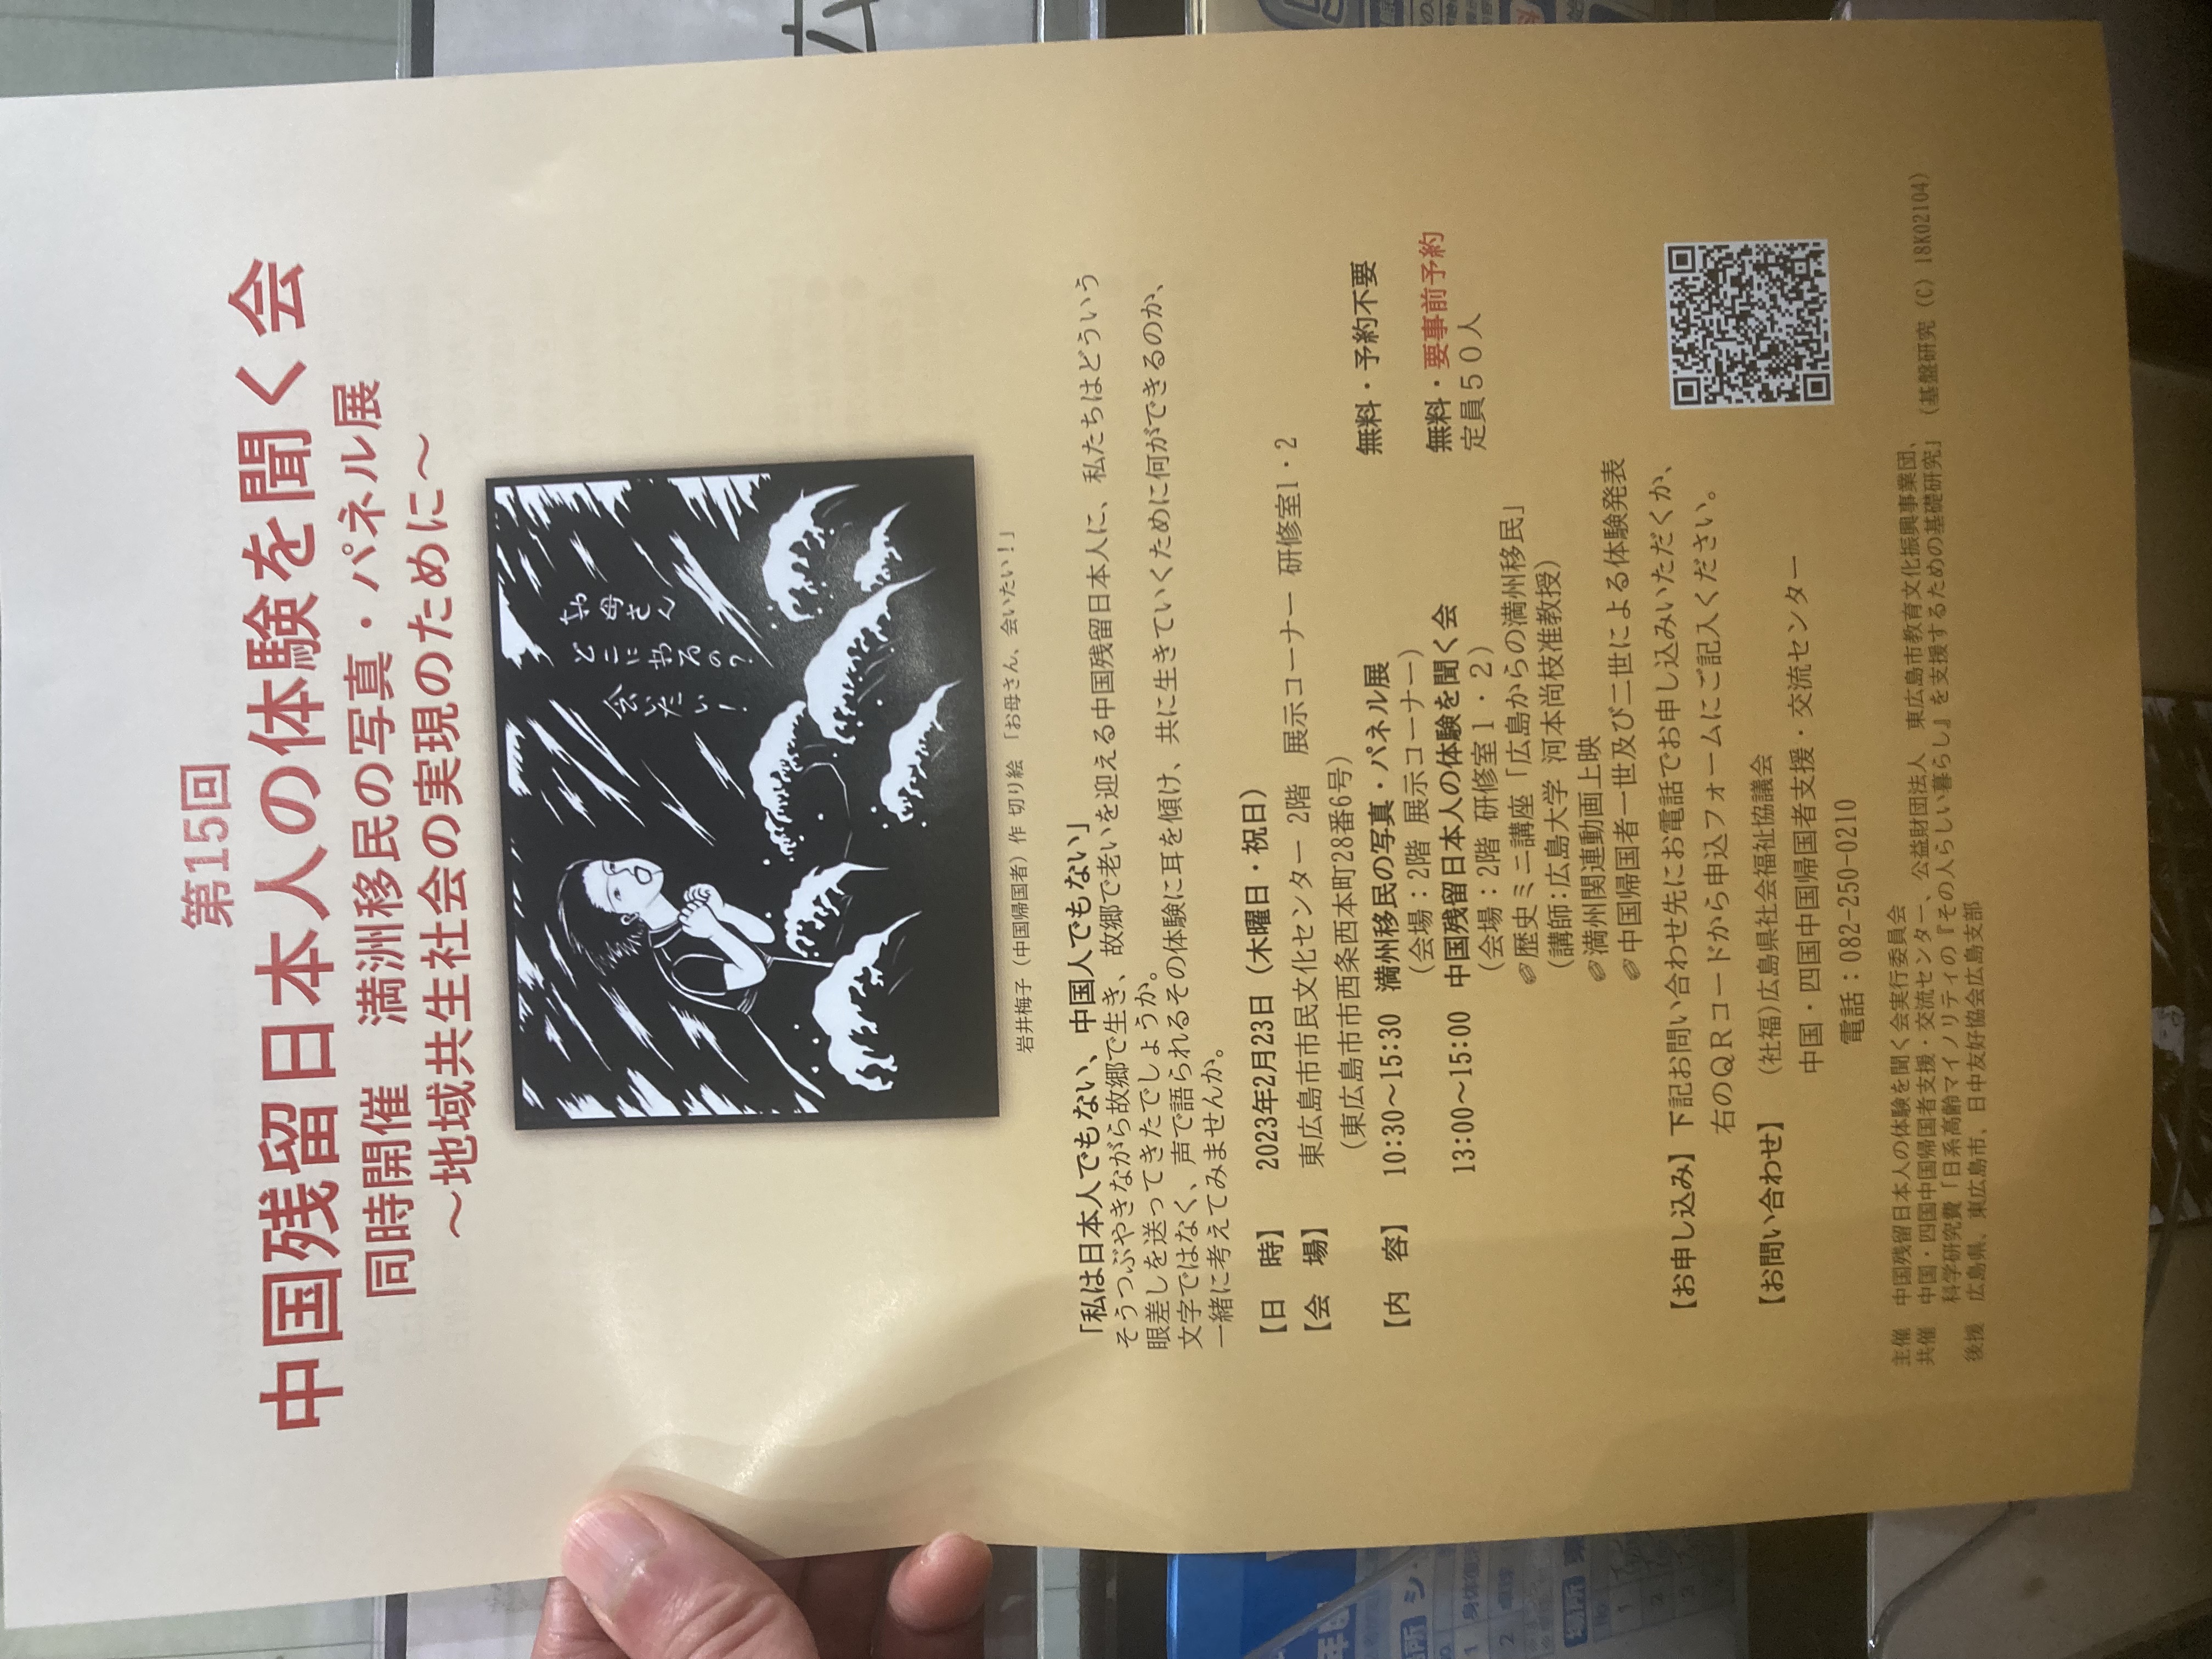 第15回
中国残留日本人の体験を聞く会
同時開催　満洲移民の写真・パネル展
～地域共生社会の実現のために～
お母さん
どこにおるの？
会いたい！
岩井梅子（中国帰国者）作 切り絵 「お母さん、会いたい！」
「私は日本人でもない、中国人でもない」
そうつぶやきながら故郷で生き、故郷で老いを迎える中国残留日本人に、私たちはどういう
眼差しを送ってきたでしょうか。
文字ではなく、声で語られるその体験に耳を傾け、共に生きていくために何ができるのか、
一緒に考えてみませんか。
【日　時】　2023年2月23日（木曜日・祝日）
【会　場】　東広島市市民文化センター 2階　展示コーナー 研修室1・2
（東広島市市西条西本町28番6号）
【内　容】　10:30～15:30 満州移民の写真・パネル展　無料・予約不要
（会場：2階 展示コーナー）
13:00～15:00 中国残留日本人の体験を聞く会　無料・要事前予約
（会場：2階 研修室１・２）　定員５０人
歴史ミニ講座「広島からの満州移民」
（講師:広島大学 河本尚枝准教授）
満州関連動画上映
中国帰国者一世及び二世による体験発表
【お申し込み】下記お問い合わせ先にお電話でお申し込みいただくか、
右のＱＲコードから申込フォームにご記入ください。
【お問い合わせ】　（社福)広島県社会福祉協議会
中国・四国中国帰国者支援・交流センター
電話：082-250-0210
主催　中国残留日本人の体験を聞く会実行委員会
共催　中国・四国中国帰国者支援・交流センター、公益財団法人　東広島市教育文化振興事業団、
科学研究費「日系高齢マイノリティの『その人らしい暮らし』を支援するための基礎研究」（基盤研究（C）18K02104）
後援　広島県、東広島市、日中友好協会広島支部
場所
1 身体
2 卓球
場所 東
1
2
3